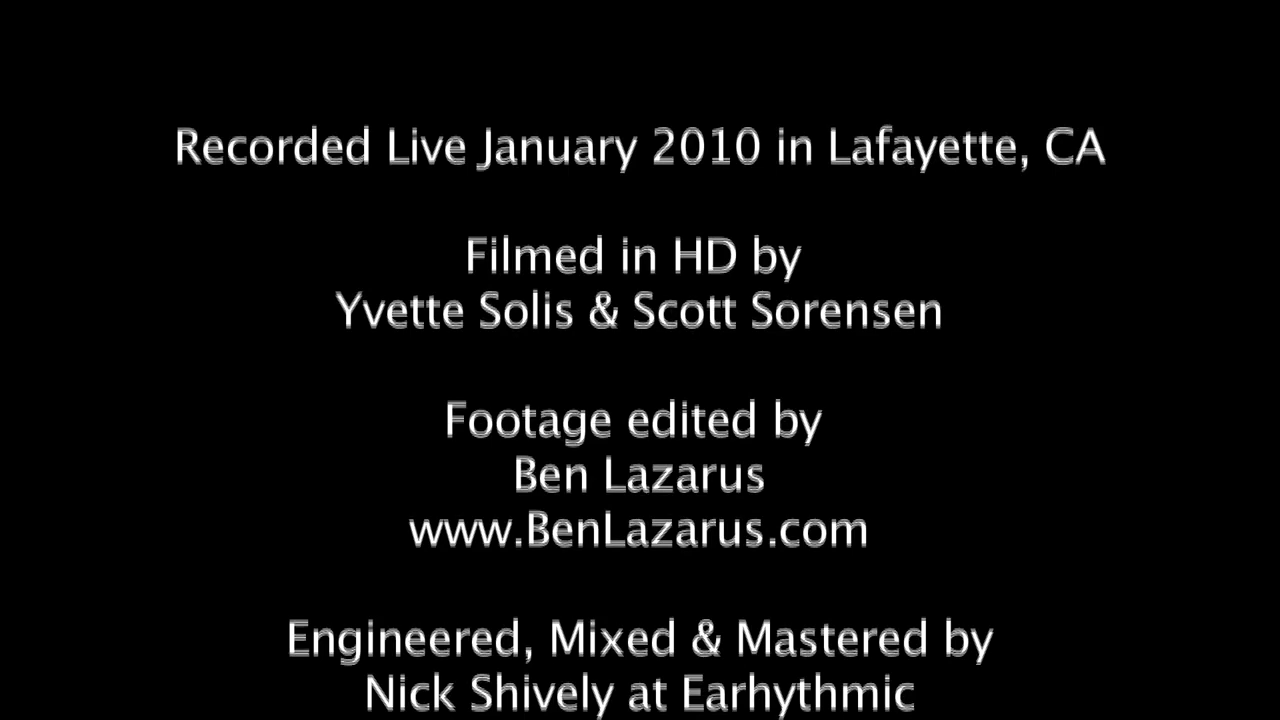 Recorded Live January 2010 in Lafayette, CA
Filmed in HD by
Yvette Solis & Scott Sorensen
Footage edited by
Ben Lazarus
www.BenLazarus.com
Engineered, Mixed & Mastered by
Nick Shively at Earhythmic